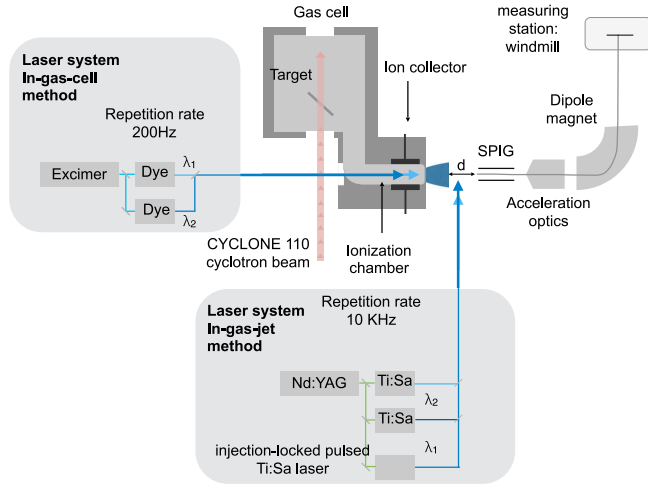 Gas cell
measuring
station:
windmill
Laser system
In-gas-cell
method
Target
Ion collector
Repetition rate
200Hz
Dipole
magnet
SPIG
d
Excimer
Dye
λ1
Dye
λ2
Acceleration
optics
CYCLONE 110
cyclotron beam
Ionization
chamber
Laser system
In-gas-jet
method
Repetition rate
10 KHz
Nd:YAG
Ti:Sa
λ2
Ti:Sa
λ1
injection-locked pulsed
Ti:Sa laser